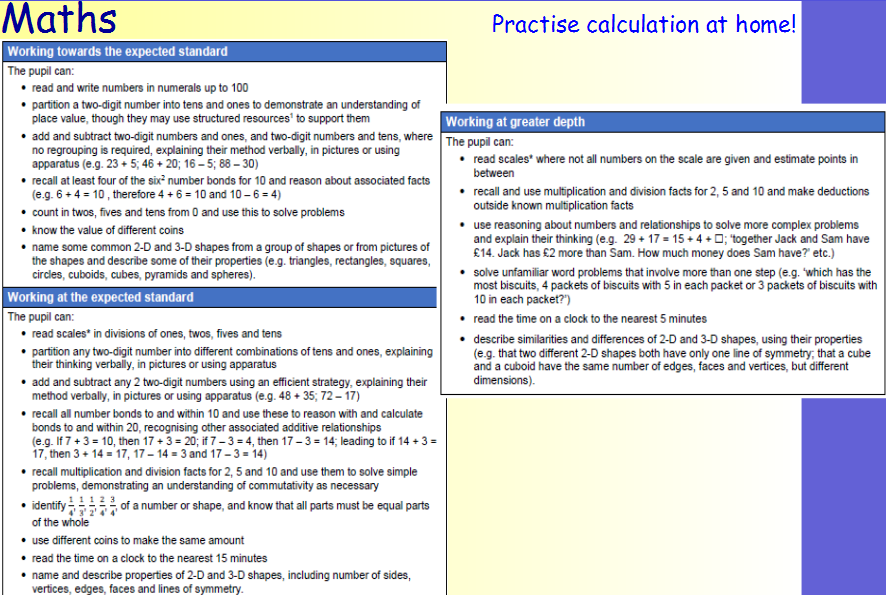 Maths
Practise calculation at home!
Working towards the expected standard
The pupil can:
• read and write numbers in numerals up to 100
• partition a two-digit number into tens and ones to demonstrate an understanding of
place value, though they may use structured resources¹ to support them
• add and subtract two-digit numbers and ones, and two-digit numbers and tens, where
no regrouping is required, explaining their method verbally, in pictures or using
apparatus (e.g. 23 + 5; 46 + 20; 16 – 5; 88 – 30)
• recall at least four of the six² number bonds for 10 and reason about associated facts
(e.g. 6 + 4 = 10 , therefore 4 + 6 = 10 and 10 – 6 = 4)
• count in twos, fives and tens from 0 and use this to solve problems
• know the value of different coins
• name some common 2-D and 3-D shapes from a group of shapes or from pictures of
the shapes and describe some of their properties (e.g. triangles, rectangles, squares,
circles, cuboids, cubes, pyramids and spheres).
Working at the expected standard
The pupil can:
• read scales* in divisions of ones, twos, fives and tens
• partition any two-digit number into different combinations of tens and ones, explaining
their thinking verbally, in pictures or using apparatus
• add and subtract any 2 two-digit numbers using an efficient strategy, explaining their
method verbally, in pictures or using apparatus (e.g. 48 + 35; 72 – 17)
• recall all number bonds to and within 10 and use these to reason with and calculate
bonds to and within 20, recognising other associated additive relationships
(e.g. If 7 + 3 = 10, then 17 + 3 = 20; if 7 – 3 = 4, then 17 – 3 = 14; leading to if 14 + 3 =
17, then 3 + 14 = 17, 17 – 14 = 3 and 17 – 3 = 14)
• recall multiplication and division facts for 2, 5 and 10 and use them to solve simple
problems, demonstrating an understanding of commutativity as necessary
• identify 1/4, 1/3, 1/2, 2/4, 3/4, of a number or shape, and know that all parts must be equal parts
of the whole
• use different coins to make the same amount
• read the time on a clock to the nearest 15 minutes
• name and describe properties of 2-D and 3-D shapes, including number of sides,
vertices, edges, faces and lines of symmetry.
Working at greater depth
The pupil can:
• read scales* where not all numbers on the scale are given and estimate points in
between
• recall and use multiplication and division facts for 2, 5 and 10 and make deductions
outside known multiplication facts
• use reasoning about numbers and relationships to solve more complex problems
and explain their thinking (e.g. 29 + 17 = 15 + 4 + □; 'together Jack and Sam have
£14. Jack has £2 more than Sam. How much money does Sam have?' etc.)
• solve unfamiliar word problems that involve more than one step (e.g. 'which has the
most biscuits, 4 packets of biscuits with 5 in each packet or 3 packets of biscuits with
10 in each packet?')
• read the time on a clock to the nearest 5 minutes
• describe similarities and differences of 2-D and 3-D shapes, using their properties
(e.g. that two different 2-D shapes both have only one line of symmetry; that a cube
and a cuboid have the same number of edges, faces and vertices, but different
dimensions).